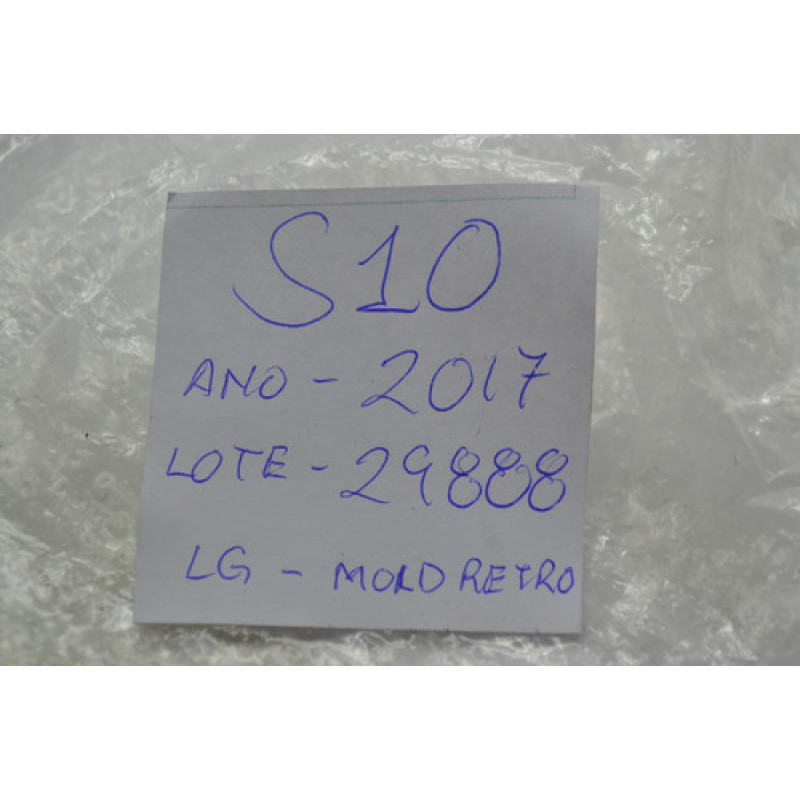 S10
ANO - 2017
LOTE - 29888
LG - MOLD RETRO